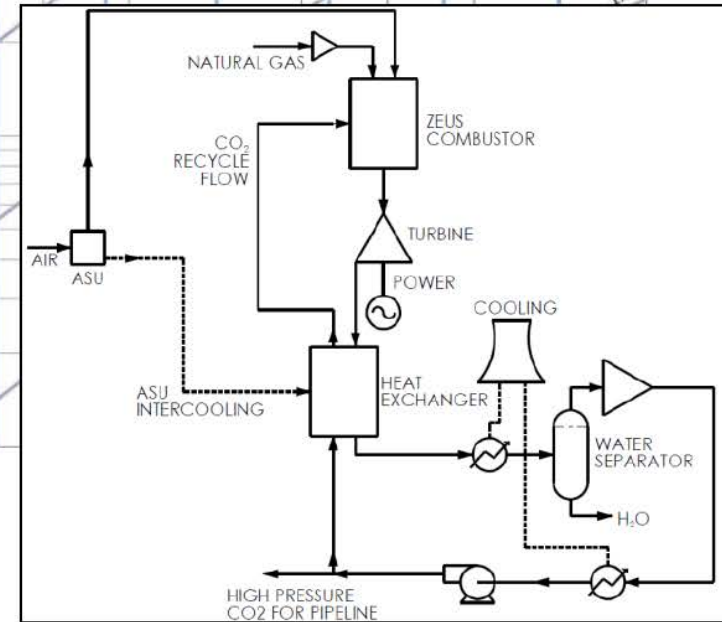 NATURAL GAS
ZEUS
COMBUSTOR
CO₂
RECYCLE
FLOW
TURBINE
AIR
ASU
POWER
COOLING
ASU
INTERCOOLING
HEAT
EXCHANGER
WATER
SEPARATOR
H₂O
HIGH PRESSURE
CO2 FOR PIPELINE